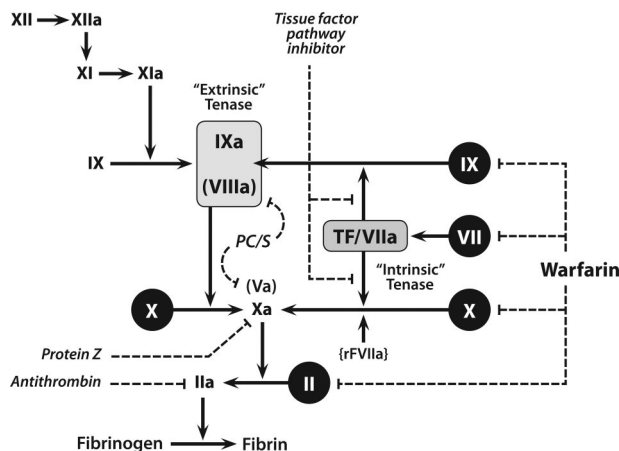 XII XIIa
Tissue factor
pathway
inhibitor
XI XIa
"Extrinsic"
Tenase
IXa
IX
IX
(VIIIa)
PC/S
TF/VIIa
VII
"Intrinsic"
Tenase
Warfarin
(Va)
X
Xa
X
{rFVIIa}
Protein Z
Antithrombin
IIa
II
Fibrinogen Fibrin